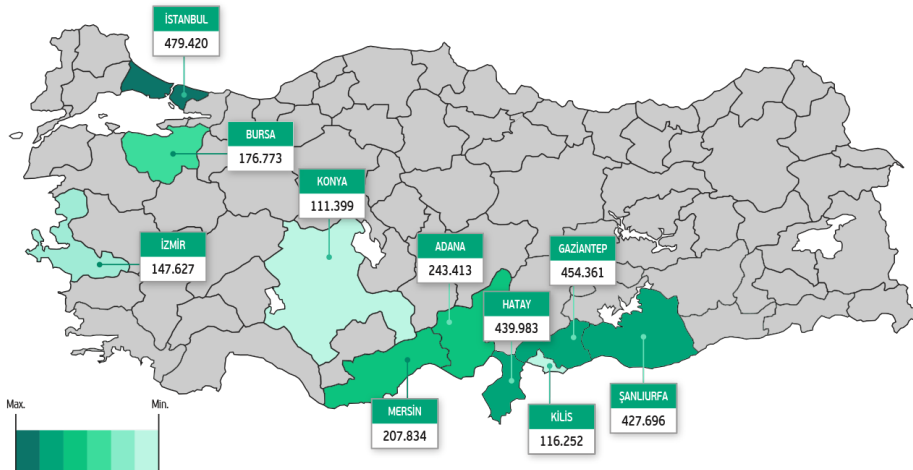 İSTANBUL
479.420
BURSA
176.773
KONYA
111.399
İZMİR
147.627
ADANA
243.413
GAZİANTEP
454.361
HATAY
439.983
MERSİN
207.834
KİLİS
116.252
ŞANLIURFA
427.696
Max.
Min.